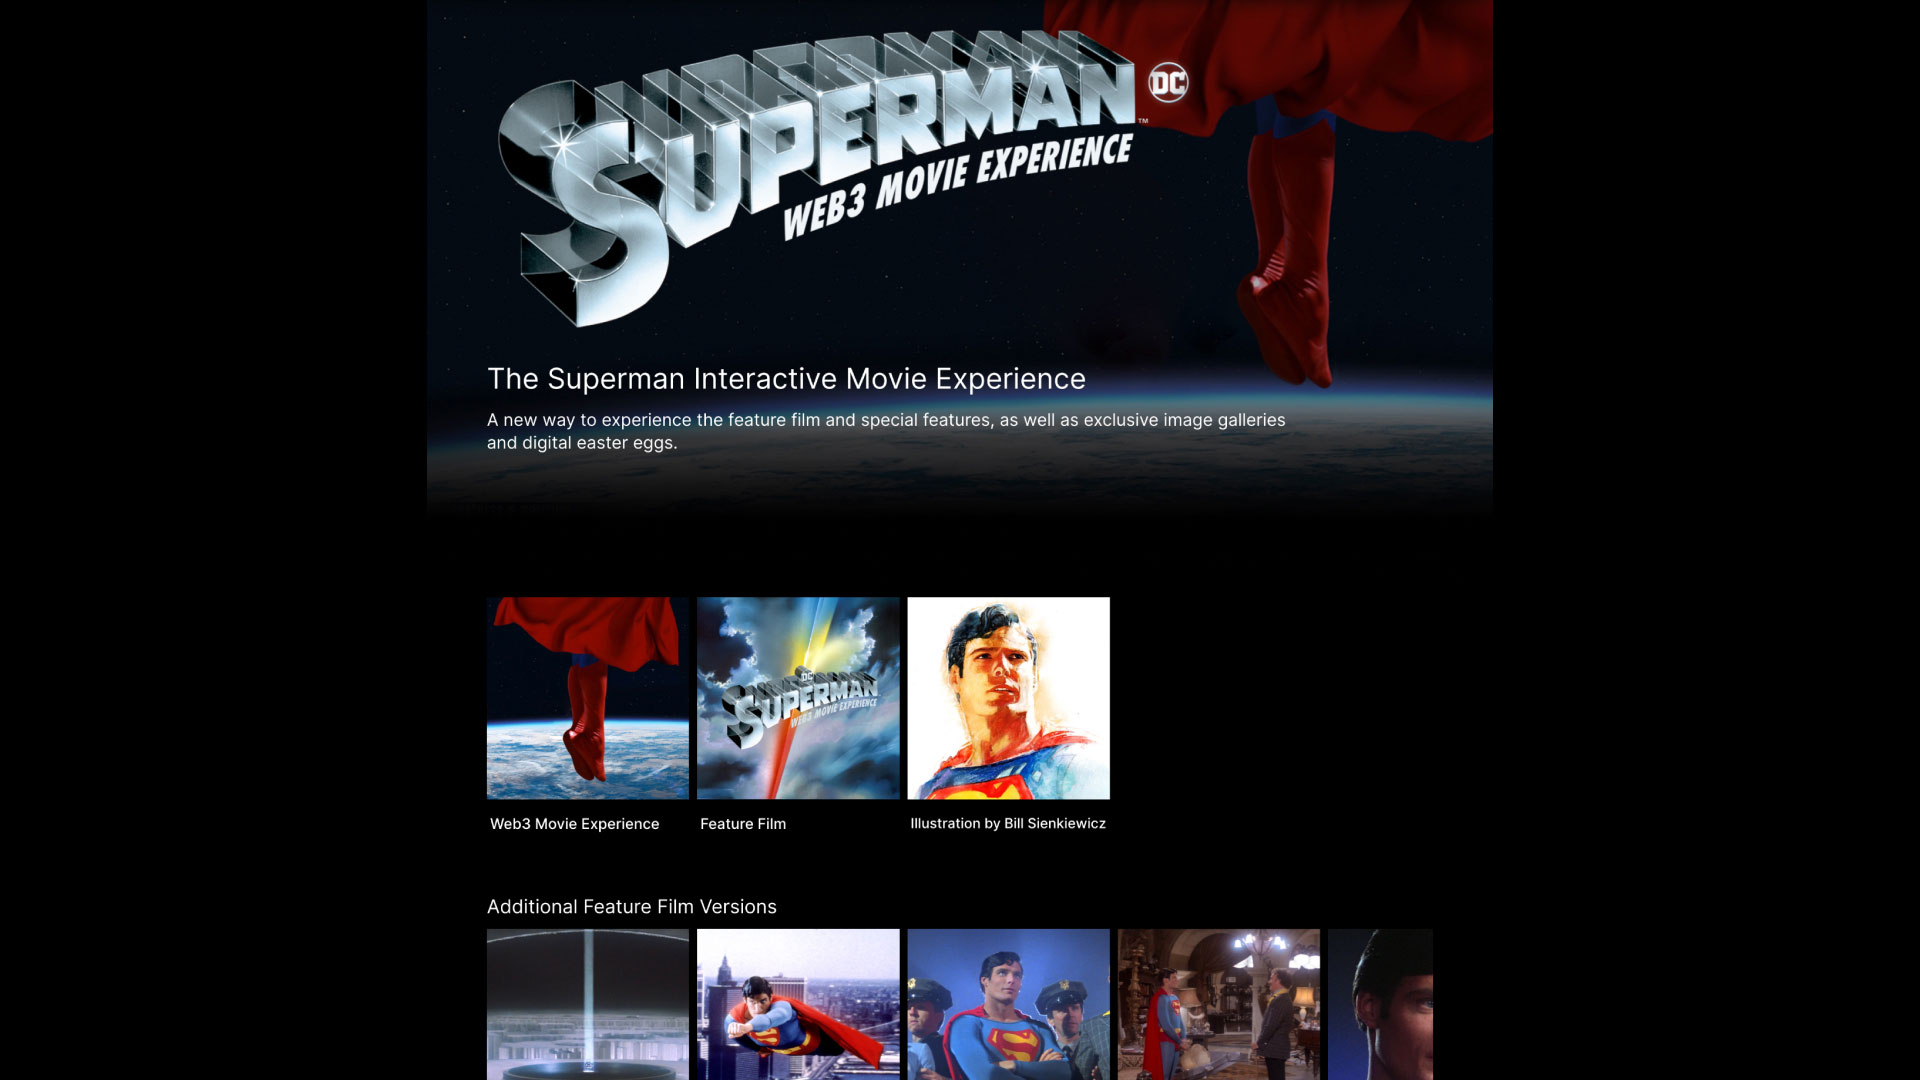 SUPERMAN
DC
™
WEB3 MOVIE EXPERIENCE
The Superman Interactive Movie Experience
A new way to experience the feature film and special features, as well as exclusive image galleries
and digital easter eggs.
DC
SUPERMAN
WEB3 MOVIE EXPERIENCE
Web3 Movie Experience
Feature Film
Illustration by Bill Sienkiewicz
Additional Feature Film Versions